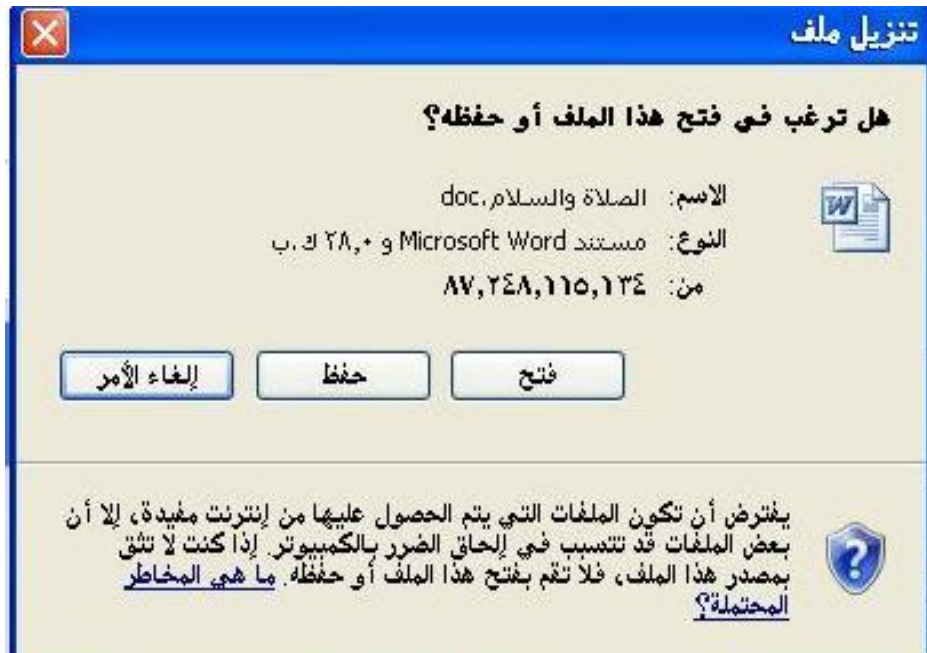 تنزيل ملف
هل ترغب في فتح هذا الملف أو حفظه؟
الاسم: الصلاة والسلام.doc
النوع: مستند Microsoft Word و ٢٨,٠ ك.ب
من: ٨٧,٢٤٨,١١٥,١٣٤
فتح
حفظ
إلغاء الأمر
يفترض أن تكون الملفات التي يتم الحصول عليها من إنترنت مفيدة، إلا أن
بعض الملفات قد تتسبب في إلحاق الضرر بالكمبيوتر. إذا كنت لا تثق
بمصدر هذا الملف، فلا تقم بفتح هذا الملف أو حفظه. ما هي المخاطر
المحتملة؟